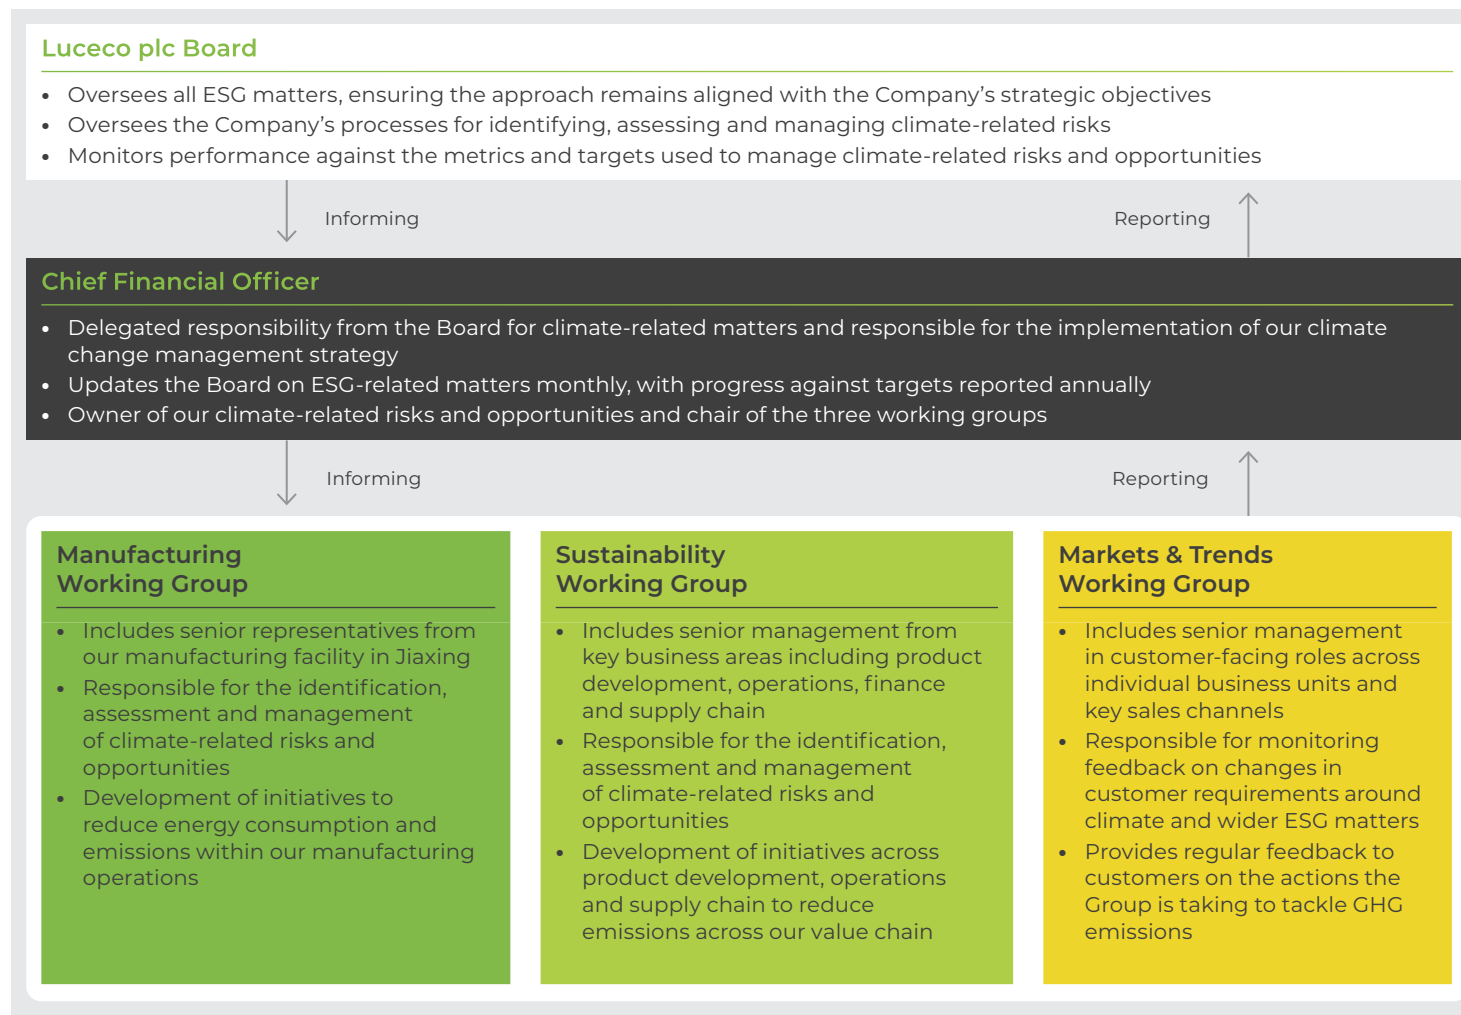 Luceco plc Board
• Oversees all ESG matters, ensuring the approach remains aligned with the Company’s strategic objectives
• Oversees the Company’s processes for identifying, assessing and managing climate-related risks
• Monitors performance against the metrics and targets used to manage climate-related risks and opportunities
Informing
Reporting
Chief Financial Officer
• Delegated responsibility from the Board for climate-related matters and responsible for the implementation of our climate
change management strategy
• Updates the Board on ESG-related matters monthly, with progress against targets reported annually
• Owner of our climate-related risks and opportunities and chair of the three working groups
Informing
Reporting
Manufacturing
Working Group
• Includes senior representatives from
our manufacturing facility in Jiaxing
• Responsible for the identification,
assessment and management
of climate-related risks and
opportunities
• Development of initiatives to
reduce energy consumption and
emissions within our manufacturing
operations
Sustainability
Working Group
• Includes senior management from
key business areas including product
development, operations, finance
and supply chain
• Responsible for the identification,
assessment and management
of climate-related risks and
opportunities
• Development of initiatives across
product development, operations
and supply chain to reduce
emissions across our value chain
Markets & Trends
Working Group
• Includes senior management
in customer-facing roles across
individual business units and
key sales channels
• Responsible for monitoring
feedback on changes in
customer requirements around
climate and wider ESG matters
• Provides regular feedback to
customers on the actions the
Group is taking to tackle GHG
emissions